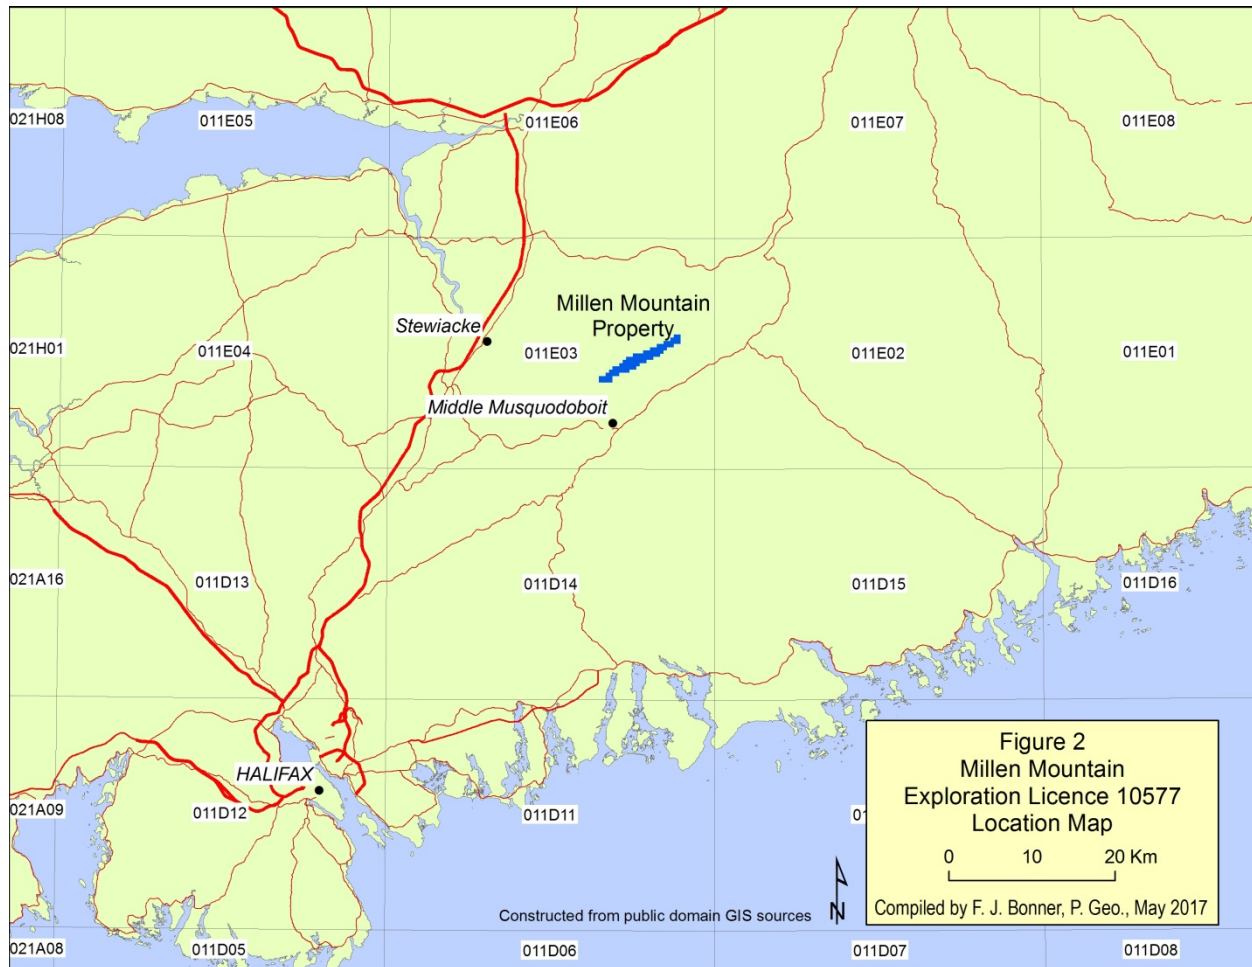 021H08
011E05
011E06
011E07
011E08
Millen Mountain
Property
Stewiacke
021H01
011E04
011E03
011E02
011E01
Middle Musquodoboit
021A16
011D13
011D14
011D15
011D16
HALIFAX
021A09
011D12
011D11
Figure 2
Millen Mountain
Exploration Licence 10577
Location Map
0 10 20 Km
Compiled by F. J. Bonner, P. Geo., May 2017
N
Constructed from public domain GIS sources
021A08
011D05
011D06
011D07
011D08